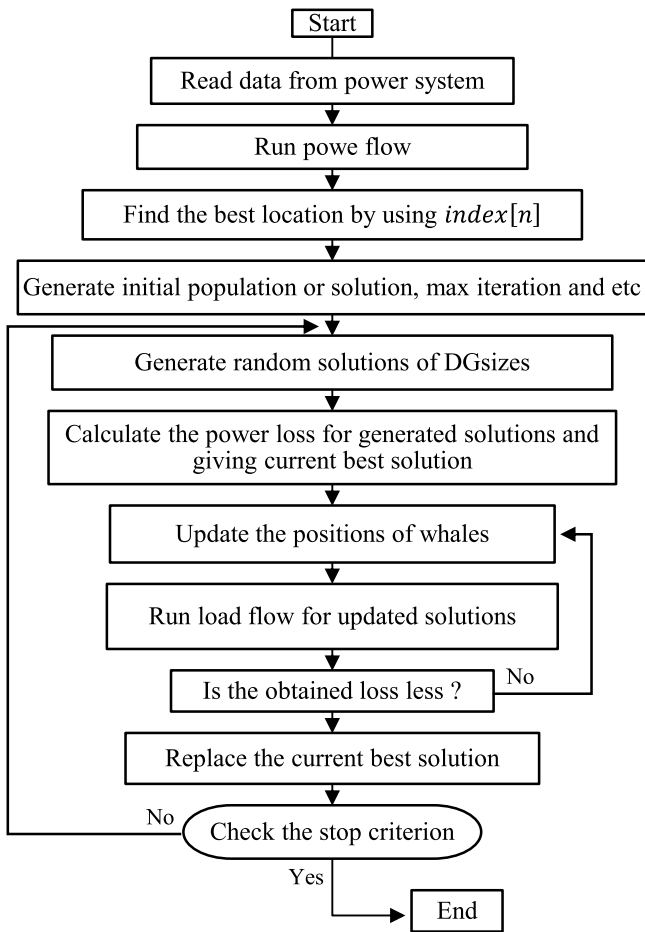 Start
Read data from power system
Run powe flow
Find the best location by using index[n]
Generate initial population or solution, max iteration and etc
Generate random solutions of DGsizes
Calculate the power loss for generated solutions and
giving current best solution
Update the positions of whales
Run load flow for updated solutions
Is the obtained loss less ?
No
Replace the current best solution
No
Check the stop criterion
Yes
End